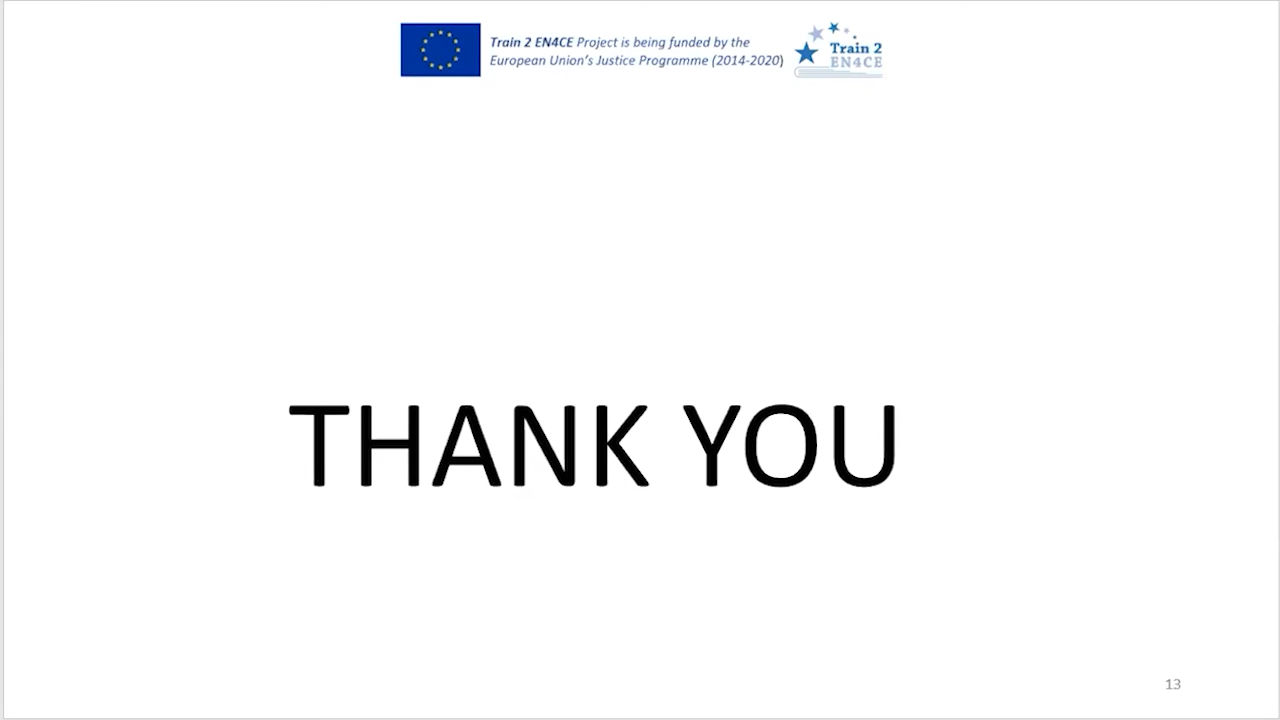 Train 2 EN4CE Project is being funded by the
European Union's Justice Programme (2014-2020)
Train 2
EN4CE
THANK YOU
13